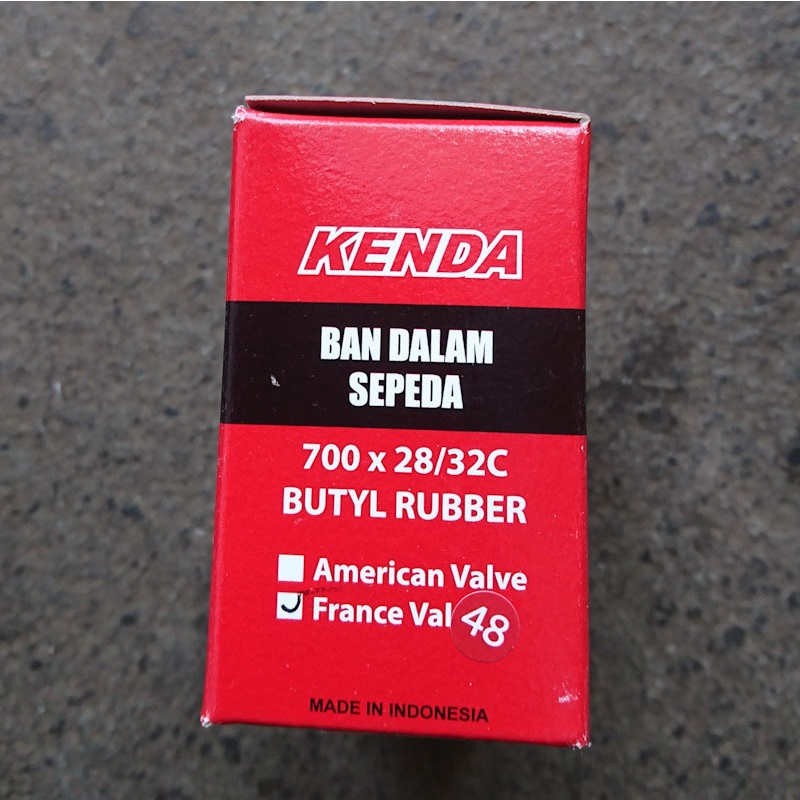 KENDA
BAN DALAM
SEPEDA
700 x 28/32C
BUTYL RUBBER
American Valve
France Val 48
MADE IN INDONESIA